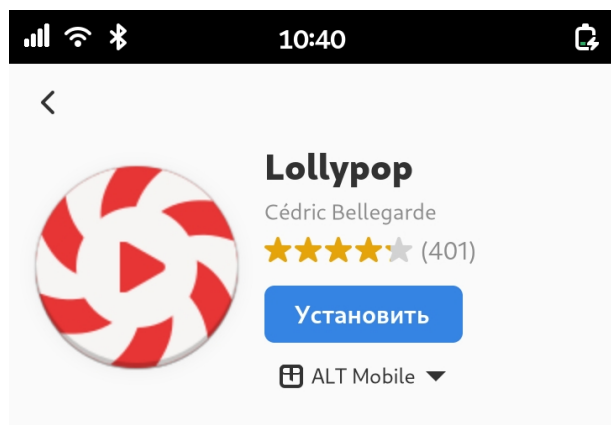 10:40
Lollypop
Cédric Bellegarde
(401)
Установить
ALT Mobile